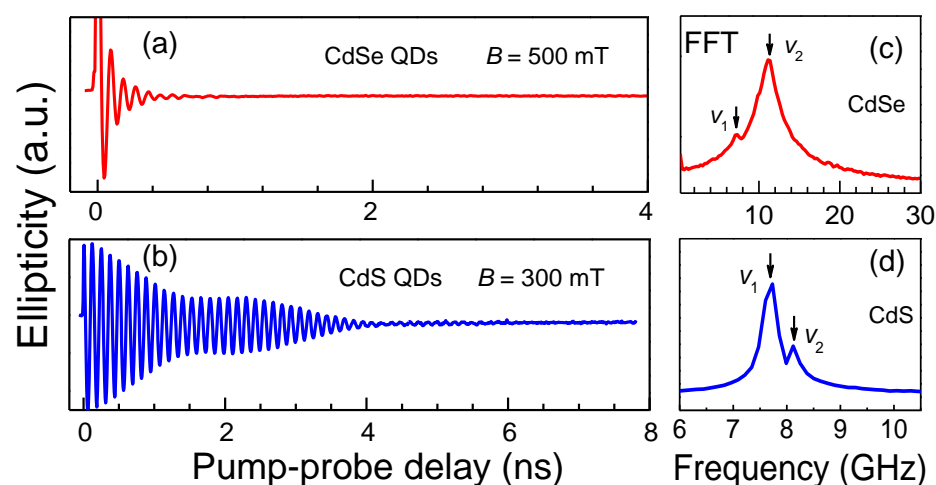 Ellipticity (a.u.)
(a)
CdSe QDs B = 500 mT
0 2 4
(b)
CdS QDs B = 300 mT
0 2 4 6 8
Pump-probe delay (ns)
FFT
(c)
ν1
ν2
CdSe
10 20 30
(d)
ν1
ν2
CdS
6 7 8 9 10
Frequency (GHz)